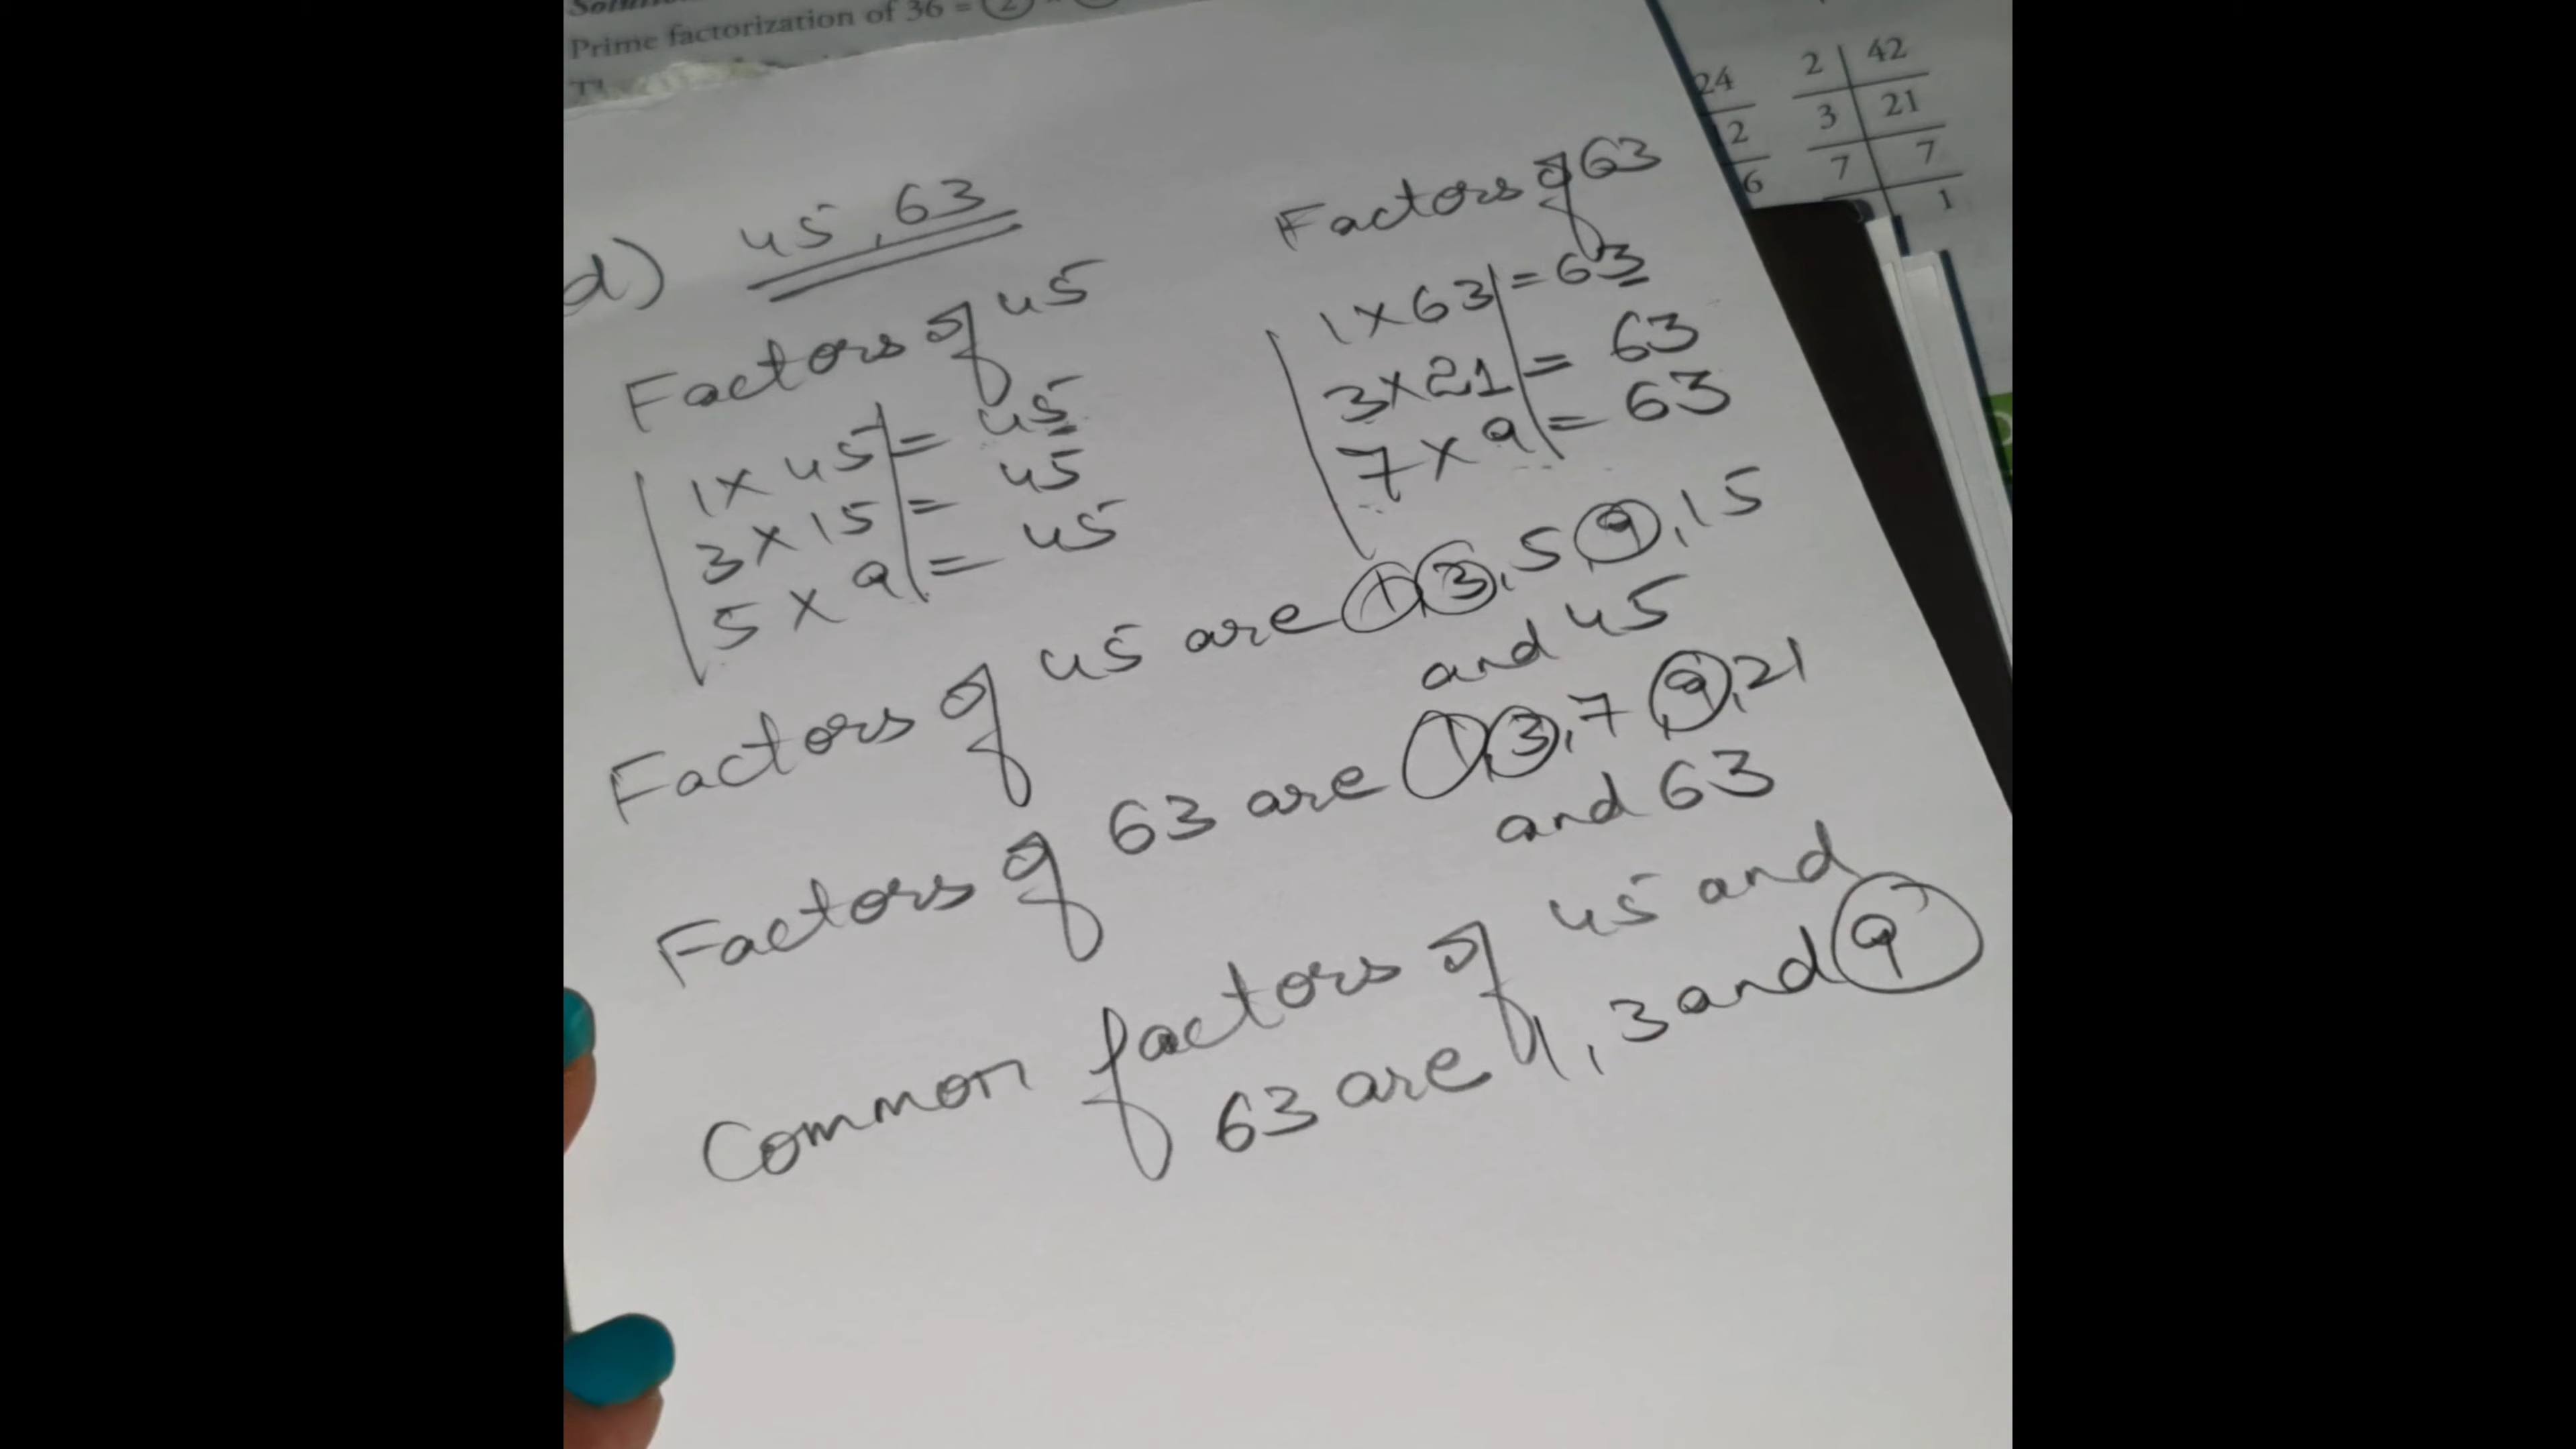 Prime factorization of 36 = 2
24
2
6
2 | 42
3 | 21
7 | 7
1
d) 45, 63
Factors of 45
1 x 45 = 45
3 x 15 = 45
5 x 9 = 45
Factors of 63
1 x 63 = 63
3 x 21 = 63
7 x 9 = 63
Factors of 45 are 1, 3, 5, 9, 15
and 45
Factors of 63 are 1, 3, 7, 9, 21
and 63
Common factors of 45 and
63 are 1, 3 and 9